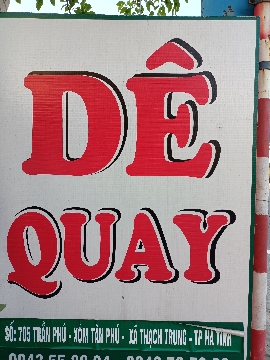 DÊ
QUAY
SỐ: 705 TRẦN PHÚ - XÓM TÂN PHÚ - XÃ THẠCH TRUNG - TP HÀ TĨNH